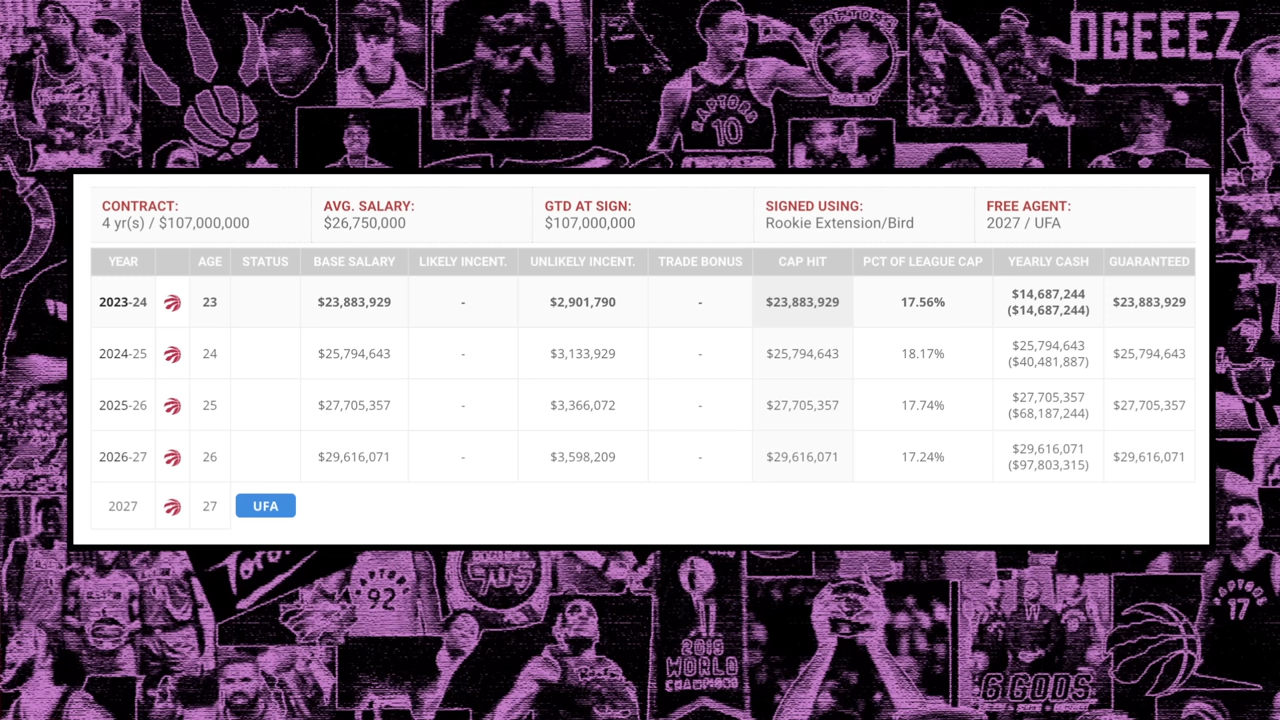 OGEEEZ
RAPTORS
10
CONTRACT:
4 yr(s) / $107,000,000
AVG. SALARY:
$26,750,000
GTD AT SIGN:
$107,000,000
SIGNED USING:
Rookie Extension/Bird
FREE AGENT:
2027 / UFA
YEAR AGE STATUS BASE SALARY LIKELY INCENT. UNLIKELY INCENT. TRADE BONUS CAP HIT PCT OF LEAGUE CAP YEARLY CASH GUARANTEED
2023-24 23 $23,883,929 - $2,901,790 - $23,883,929 17.56% $14,687,244 $23,883,929
($14,687,244)
2024-25 24 $25,794,643 - $3,133,929 - $25,794,643 18.17% $25,794,643 $25,794,643
($40,481,887)
2025-26 25 $27,705,357 - $3,366,072 - $27,705,357 17.74% $27,705,357 $27,705,357
($68,187,244)
2026-27 26 $29,616,071 - $3,598,209 - $29,616,071 17.24% $29,616,071 $29,616,071
($97,803,315)
2027 27 UFA
92
17
2019
WORLD
CHAMPIONS
6 GODS